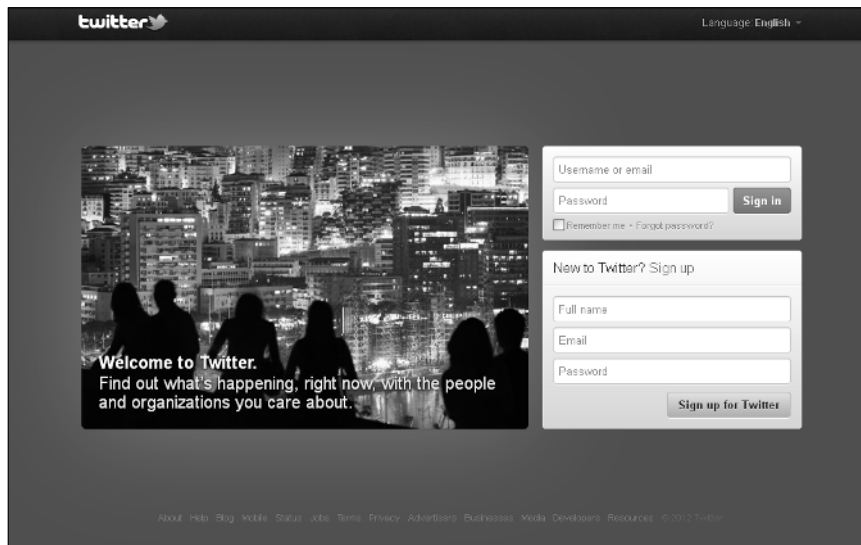 twitter
Language: English
Username or email
Password
Sign in
Remember me · Forgot password?
New to Twitter? Sign up
Full name
Email
Password
Sign up for Twitter
Welcome to Twitter.
Find out what's happening, right now, with the people
and organizations you care about.
About Help Blog Mobile Status Jobs Terms Privacy Advertisers Businesses Media Developers Resources © 2012 Twitter